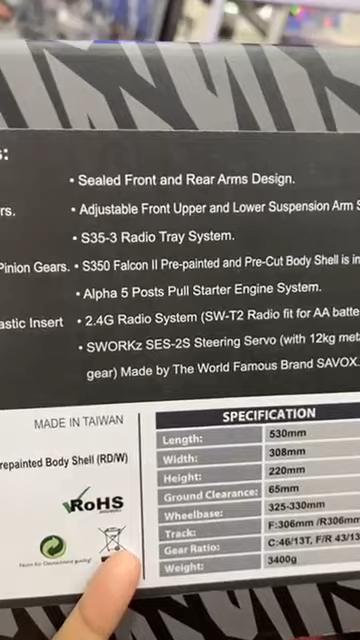 s:
• Sealed Front and Rear Arms Design.
rs. • Adjustable Front Upper and Lower Suspension Arm S
• S35-3 Radio Tray System.
Pinion Gears. • S350 Falcon II Pre-painted and Pre-Cut Body Shell is in
• Alpha 5 Posts Pull Starter Engine System.
astic Insert • 2.4G Radio System (SW-T2 Radio fit for AA batte
• SWORKz SES-2S Steering Servo (with 12kg met
gear) Made by The World Famous Brand SAVOX.
MADE IN TAIWAN
repainted Body Shell (RD/W)
RoHS
SPECIFICATION
Length: 530mm
Width: 308mm
Height: 220mm
Ground Clearance: 65mm
Wheelbase: 325-330mm
Track: F:306mm /R306m
Gear Ratio: C:46/13T, F/R 43/13
Weight: 3400g